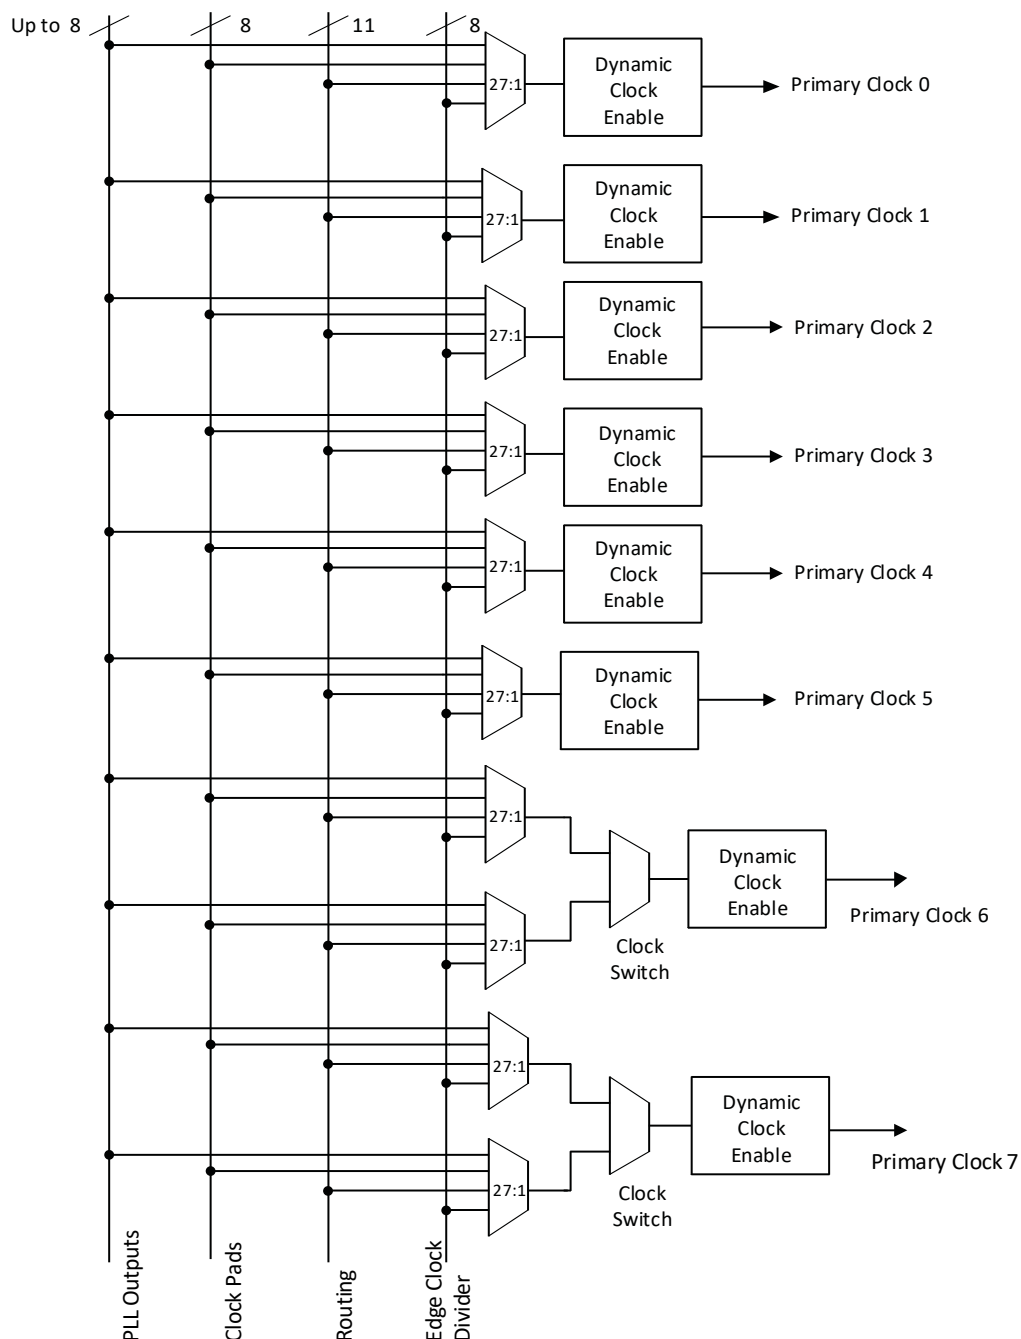 Up to 8
8
11
8
27:1
Dynamic
Clock
Enable
Primary Clock 0
27:1
Dynamic
Clock
Enable
Primary Clock 1
27:1
Dynamic
Clock
Enable
Primary Clock 2
27:1
Dynamic
Clock
Enable
Primary Clock 3
27:1
Dynamic
Clock
Enable
Primary Clock 4
27:1
Dynamic
Clock
Enable
Primary Clock 5
27:1
27:1
Clock
Switch
Dynamic
Clock
Enable
Primary Clock 6
27:1
27:1
Clock
Switch
Dynamic
Clock
Enable
Primary Clock 7
PLL Outputs
Clock Pads
Routing
Edge Clock
Divider